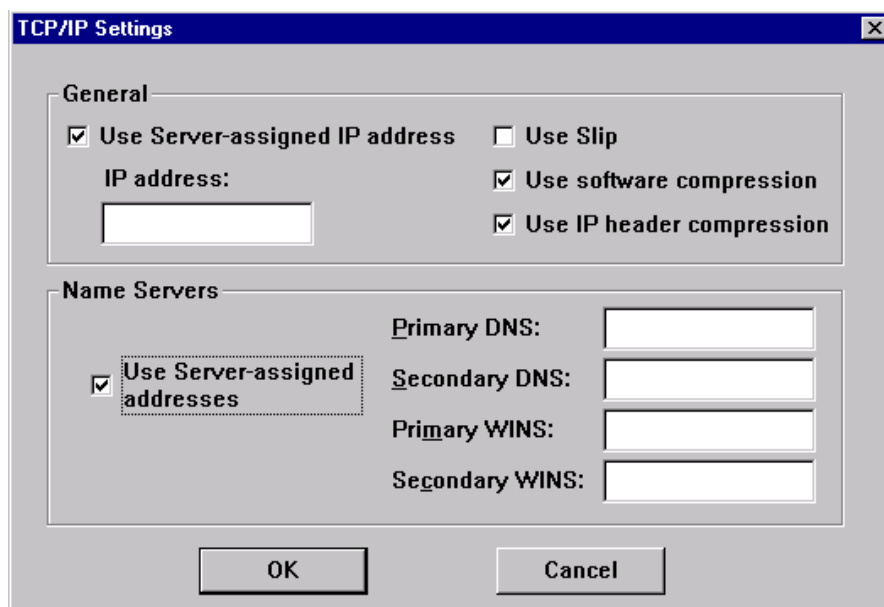 TCP/IP Settings
General
Use Server-assigned IP address
Use Slip
IP address:
Use software compression
Use IP header compression
Name Servers
Primary DNS:
Use Server-assigned
addresses
Secondary DNS:
Primary WINS:
Secondary WINS:
OK
Cancel